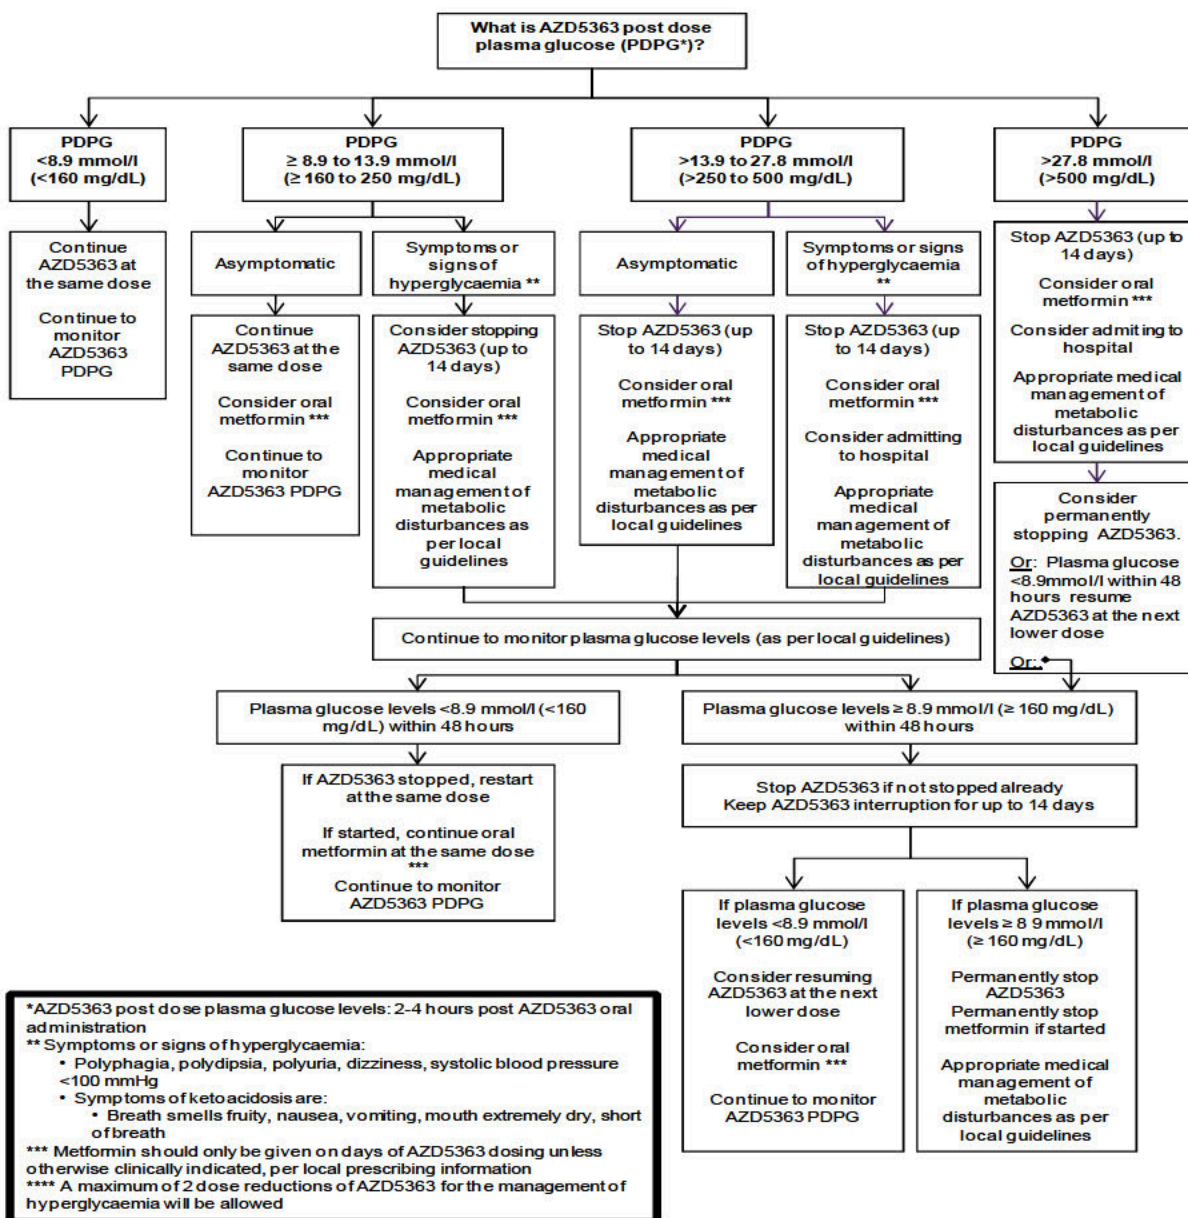 What is AZD5363 post dose
plasma glucose (PDPG*)?
PDPG
<8.9 mmol/l
(<160 mg/dL)
PDPG
≥ 8.9 to 13.9 mmol/l
(≥ 160 to 250 mg/dL)
PDPG
>13.9 to 27.8 mmol/l
(>250 to 500 mg/dL)
PDPG
>27.8 mmol/l
(>500 mg/dL)
Continue
AZD5363 at
the same dose
Continue to
monitor
AZD5363
PDPG
Asymptomatic
Symptoms or
signs of
hyperglycaemia **
Asymptomatic
Symptoms or signs
of hyperglycaemia
**
Stop AZD5363 (up to
14 days)
Consider oral
metformin ***
Consider admiting to
hospital
Appropriate medical
management of
metabolic
disturbances as per
local guidelines
Continue
AZD5363 at the
same dose
Consider oral
metformin ***
Continue to monitor
AZD5363 PDPG
Consider stopping
AZD5363 (up to
14 days)
Consider oral
metformin ***
Appropriate
medical
management of
metabolic
disturbances as
per local
guidelines
Stop AZD5363 (up
to 14 days)
Consider oral
metformin ***
Appropriate
medical
management of
metabolic
disturbances as per
local guidelines
Stop AZD5363 (up
to 14 days)
Consider oral
metformin ***
Consider admitting
to hospital
Appropriate
medical
management of
metabolic
disturbances as per
local guidelines
Consider
permanently
stopping AZD5363.
Or: Plasma glucose
<8.9mmol/l within 48
hours resume
AZD5363 at the next
lower dose
Or:.
Continue to monitor plasma glucose levels (as per local guidelines)
Plasma glucose levels <8.9 mmol/l (<160
mg/dL) within 48 hours
Plasma glucose levels ≥ 8.9 mmol/l (≥ 160 mg/dL)
within 48 hours
If AZD5363 stopped, restart
at the same dose
If started, continue oral
metformin at the same dose
***
Continue to monitor
AZD5363 PDPG
Stop AZD5363 if not stopped already
Keep AZD5363 interruption for up to 14 days
If plasma glucose
levels <8.9 mmol/l
(<160 mg/dL)
Consider resuming
AZD5363 at the next
lower dose
Consider oral
metformin ***
Continue to monitor
AZD5363 PDPG
If plasma glucose
levels ≥ 8 9 mmol/l
(≥ 160 mg/dL)
Permanently stop
AZD5363
Permanently stop
metformin if started
Appropriate medical
management of
metabolic
disturbances as per
local guidelines
*AZD5363 post dose plasma glucose levels: 2-4 hours post AZD5363 oral
administration
** Symptoms or signs of hyperglycaemia:
• Polyphagia, polydipsia, polyuria, dizziness, systolic blood pressure
<100 mmHg
• Symptoms of ketoacidosis are:
• Breath smells fruity, nausea, vomiting, mouth extremely dry, short
of breath
*** Metformin should only be given on days of AZD5363 dosing unless
otherwise clinically indicated, per local prescribing information
**** A maximum of 2 dose reductions of AZD5363 for the management of
hyperglycaemia will be allowed